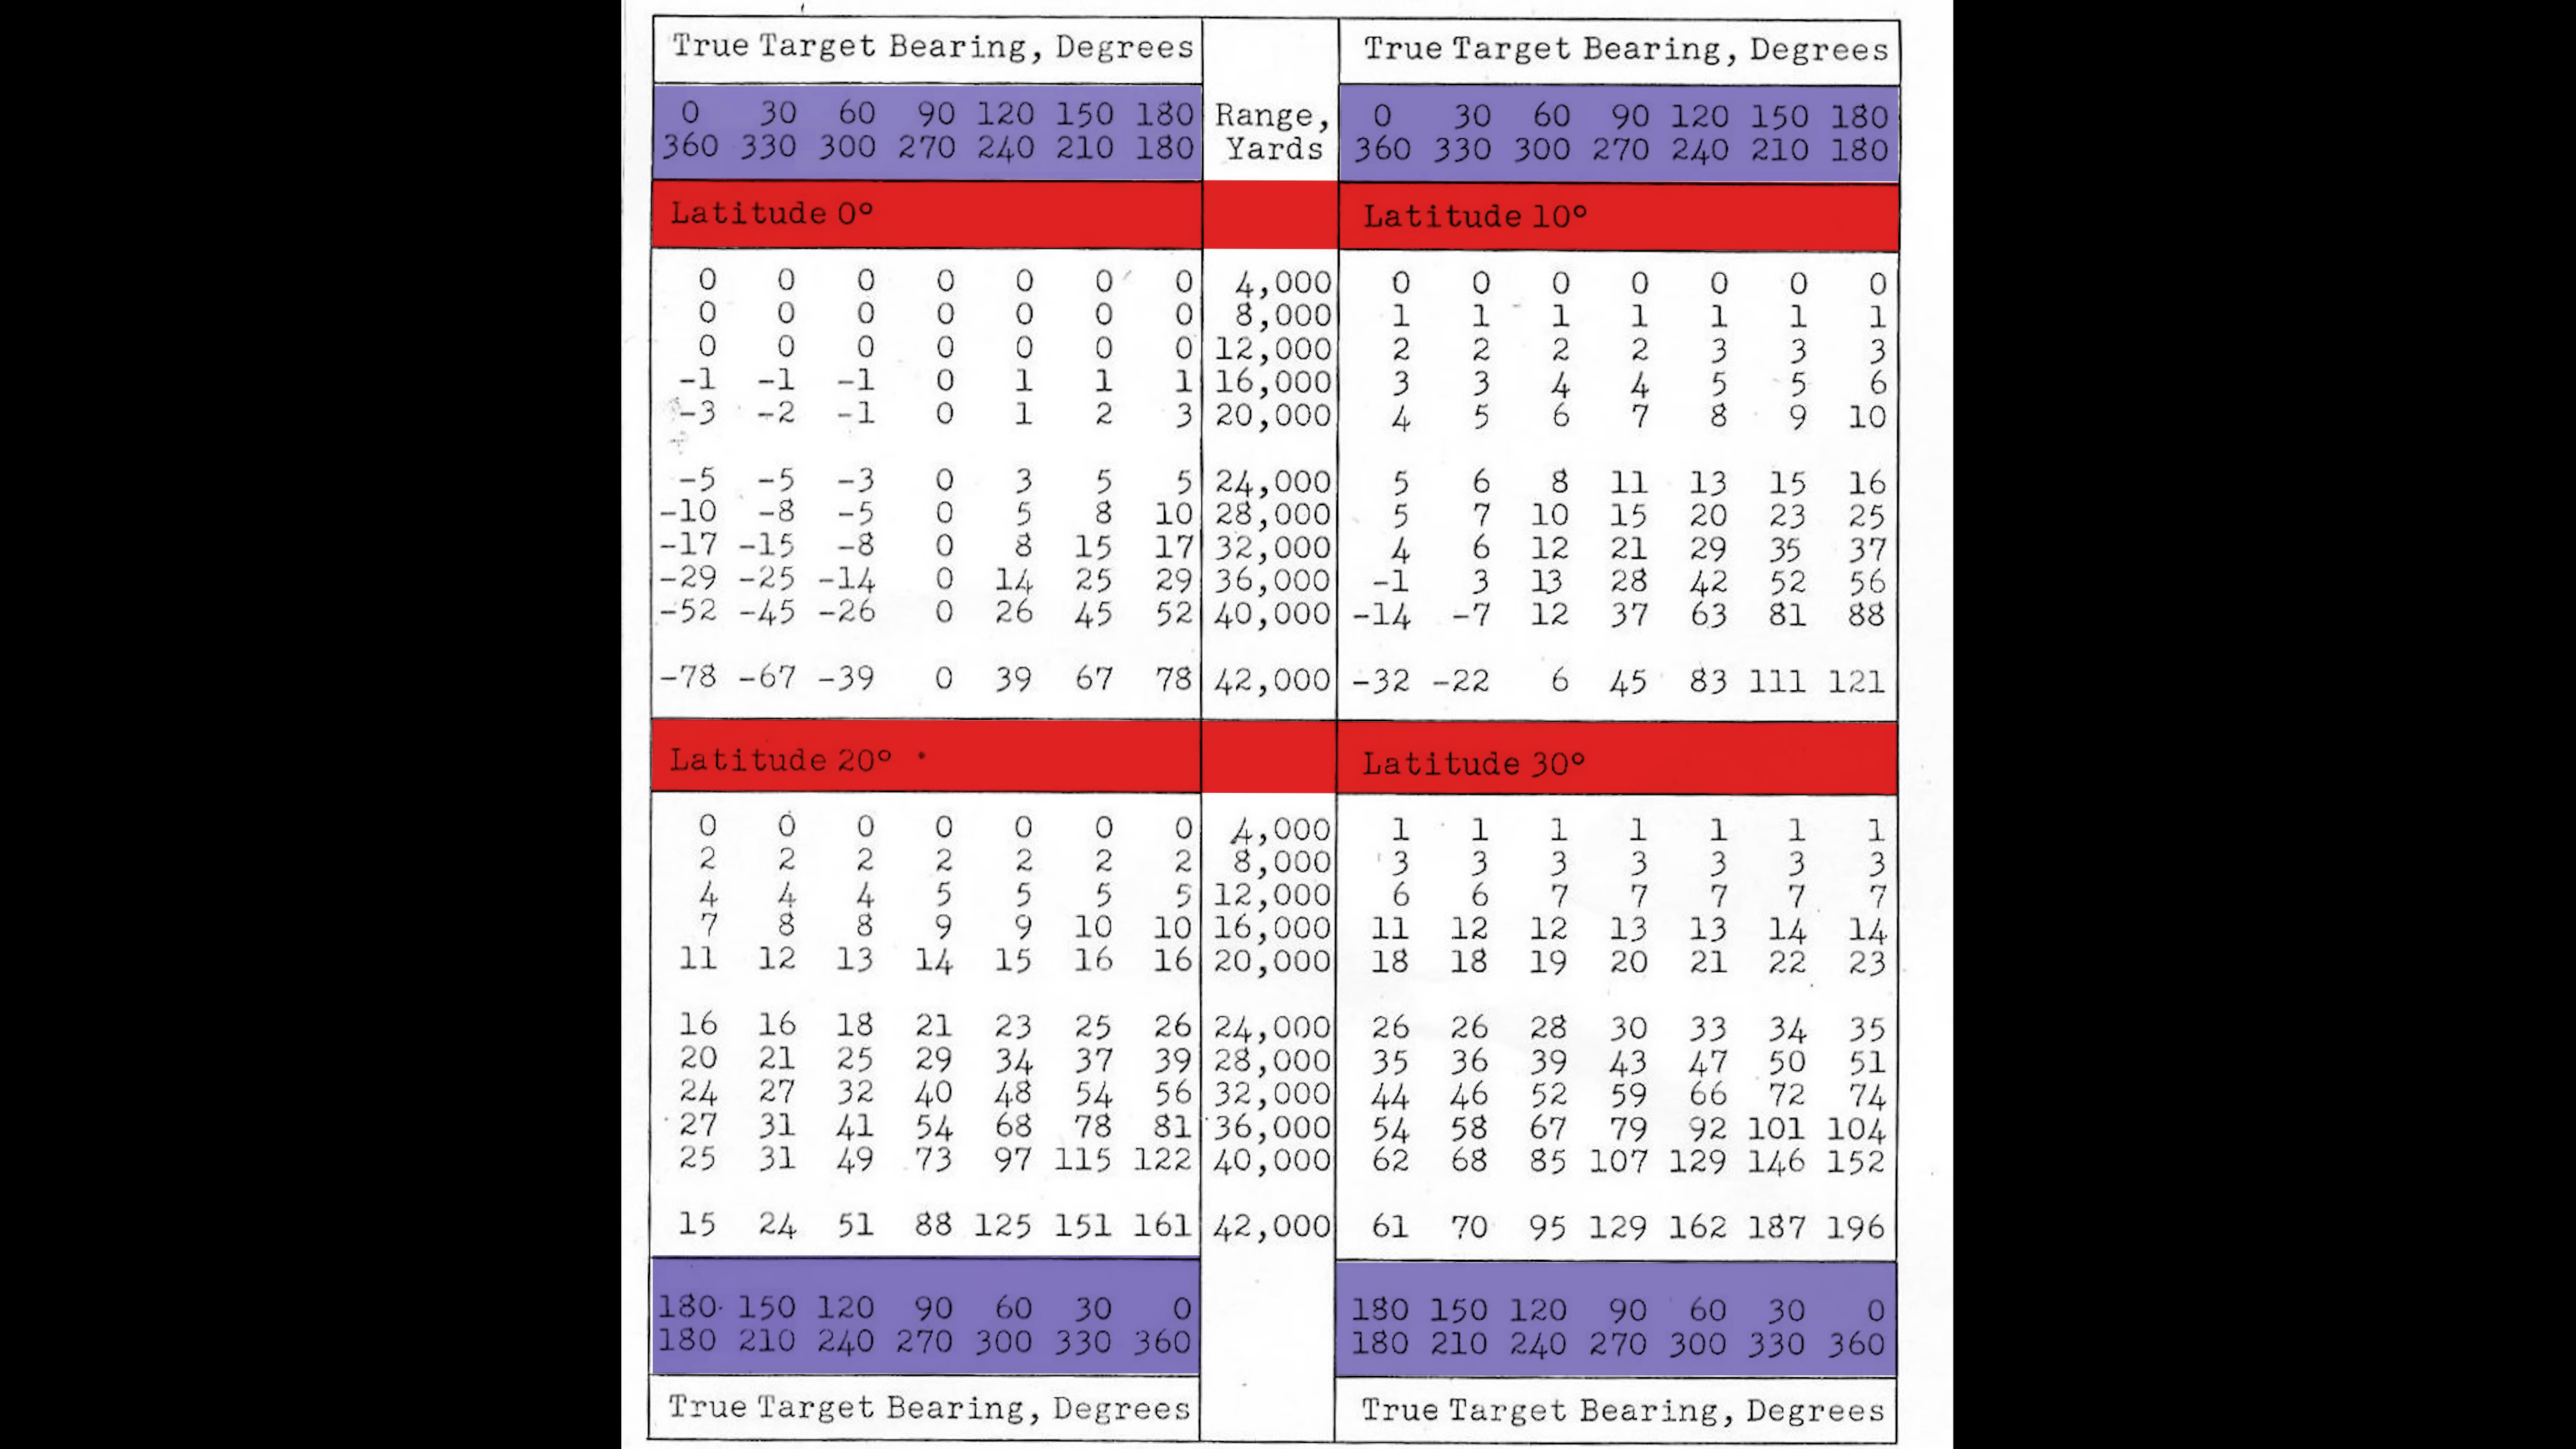 True Target Bearing, Degrees True Target Bearing, Degrees
0 30 60 90 120 150 180 Range, 0 30 60 90 120 150 180
360 330 300 270 240 210 180 Yards 360 330 300 270 240 210 180
Latitude 0° Latitude 10°
0 0 0 0 0 0 0 4,000 0 0 0 0 0 0 0
0 0 0 0 0 0 0 8,000 1 1 1 1 1 1 1
0 0 0 0 0 0 0 12,000 2 2 2 2 3 3 3
-1 -1 -1 0 1 1 1 16,000 3 3 4 4 5 5 6
-3 -2 -1 0 1 2 3 20,000 4 5 6 7 8 9 10
-5 -5 -3 0 3 5 5 24,000 5 6 8 11 13 15 16
-10 -8 -5 0 5 8 10 28,000 5 7 10 15 20 23 25
-17 -15 -8 0 8 15 17 32,000 4 6 12 21 29 35 37
-29 -25 -14 0 14 25 29 36,000 -1 3 13 28 42 52 56
-52 -45 -26 0 26 45 52 40,000 -14 -7 12 37 63 81 88
-78 -67 -39 0 39 67 78 42,000 -32 -22 6 45 83 111 121
Latitude 20° Latitude 30°
0 0 0 0 0 0 0 4,000 1 1 1 1 1 1 1
2 2 2 2 2 2 2 8,000 3 3 3 3 3 3 3
4 4 4 5 5 5 5 12,000 6 6 7 7 7 7 7
7 8 8 9 9 10 10 16,000 11 12 12 13 13 14 14
11 12 13 14 15 16 16 20,000 18 18 19 20 21 22 23
16 16 18 21 23 25 26 24,000 26 26 28 30 33 34 35
20 21 25 29 34 37 39 28,000 35 36 39 43 47 50 51
24 27 32 40 48 54 56 32,000 44 46 52 59 66 72 74
27 31 41 54 68 78 81 36,000 54 58 67 79 92 101 104
25 31 49 73 97 115 122 40,000 62 68 85 107 129 146 152
15 24 51 88 125 151 161 42,000 61 70 95 129 162 187 196
180 150 120 90 60 30 0 180 150 120 90 60 30 0
180 210 240 270 300 330 360 180 210 240 270 300 330 360
True Target Bearing, Degrees True Target Bearing, Degrees